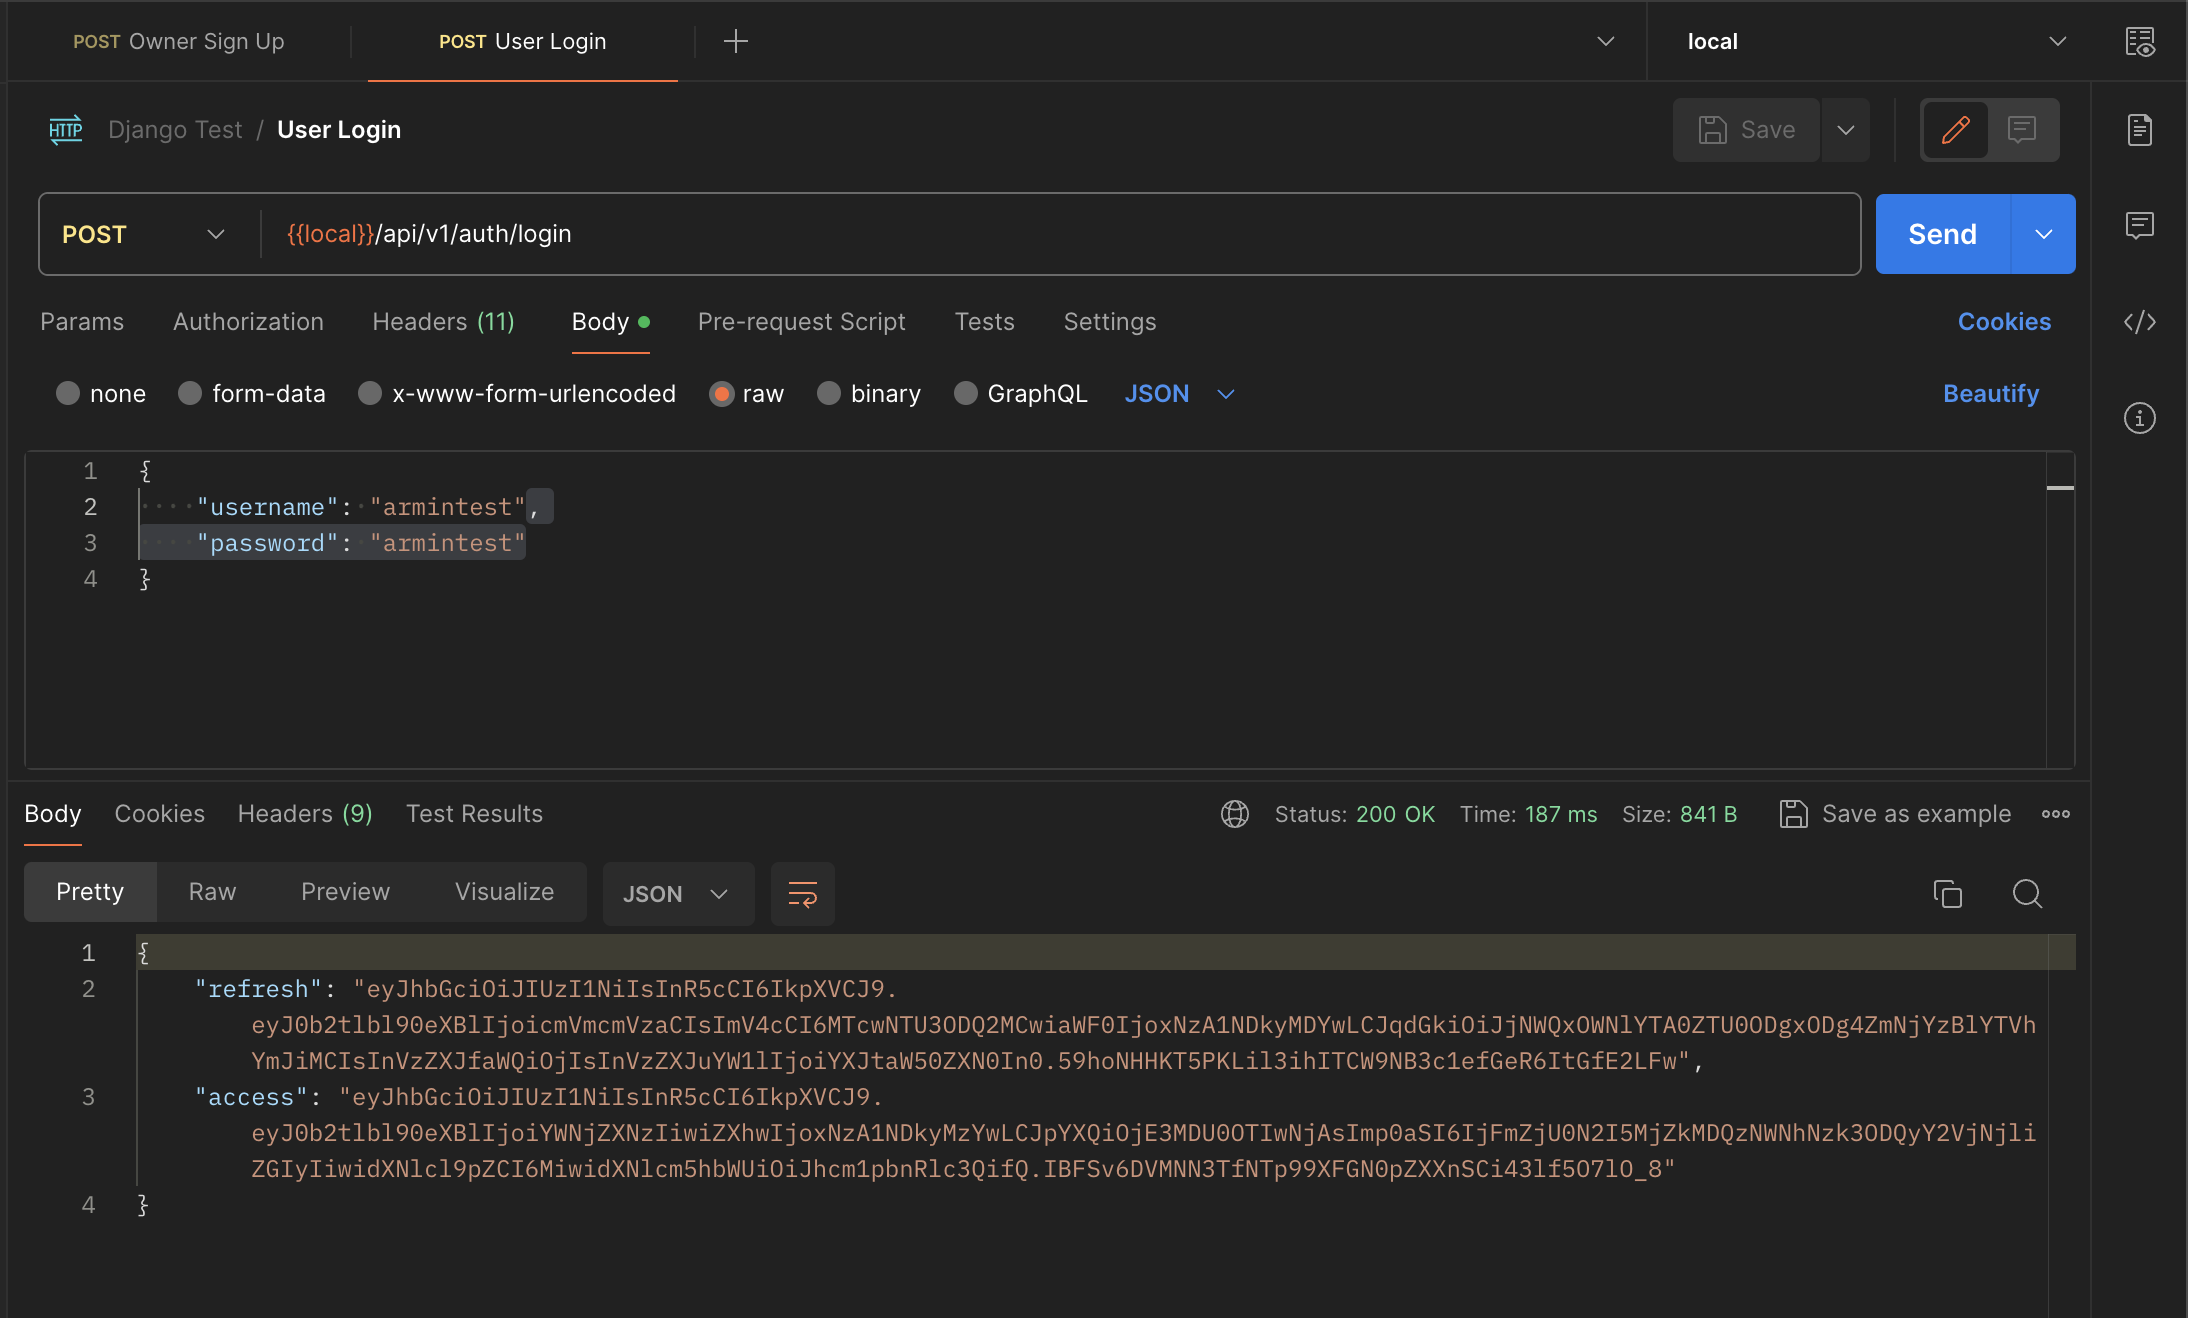 POST Owner Sign Up
POST User Login
local
HTTP Django Test / User Login
Save
POST {{local}}/api/v1/auth/login
Send
Params Authorization Headers (11) Body Pre-request Script Tests Settings Cookies
none form-data x-www-form-urlencoded raw binary GraphQL JSON Beautify
1 {
2 "username": "armintest",
3 "password": "armintest"
4 }
Body Cookies Headers (9) Test Results Status: 200 OK Time: 187 ms Size: 841 B Save as example
Pretty Raw Preview Visualize JSON
1 {
2 "refresh": "eyJhbGciOiJIUzI1NiIsInR5cCI6IkpXVCJ9.
eyJ0b2tlbl90eXBlIjoicmVmcmVzaCIsImV4cCI6MTcwNTU3ODQ2MCwiaWF0IjoxNzA1NDkyMDYwLCJqdGkiOiJjNWQxOWNlYTA0ZTU0ODgxODg4ZmNjYzBlYTVh
YmJiMCIsInVzZXJfaWQiOjIsInVzZXJuYW1lIjoiYXJtaW50ZXN0In0.59hoNHHKT5PKLil3ihITCW9NB3c1efGeR6ItGfE2LFw",
3 "access": "eyJhbGciOiJIUzI1NiIsInR5cCI6IkpXVCJ9.
eyJ0b2tlbl90eXBlIjoiYWNjZXNzIiwiZXhwIjoxNzA1NDkyMzYwLCJpYXQiOjE3MDU0OTIwNjAsImp0aSI6IjFmZjU0N2I5MjZkMDQzNWNhNzk3ODQyY2VjNjli
ZGIyIiwidXNlcl9pZCI6MiwidXNlcm5hbWUiOiJhcm1pbnRlc3QifQ.IBFSv6DVMNN3TfNTp99XFGN0pZXXnSCi43lf5O7lO_8"
4 }